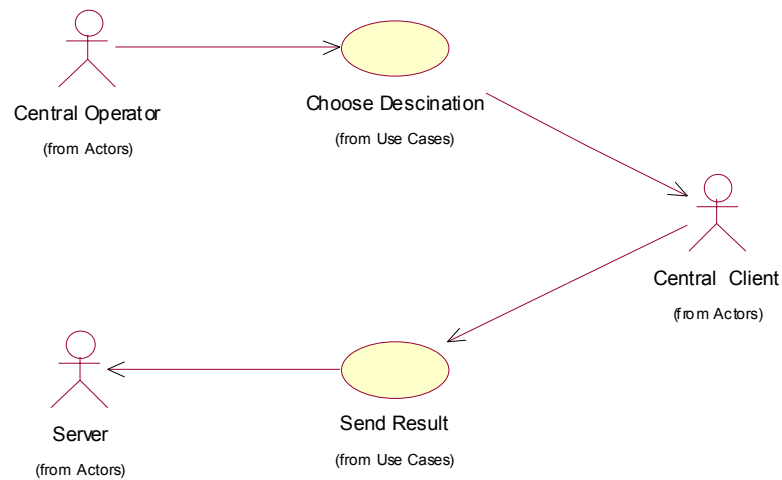 Central Operator
(from Actors)
Choose Descination
(from Use Cases)
Central Client
(from Actors)
Send Result
(from Use Cases)
Server
(from Actors)